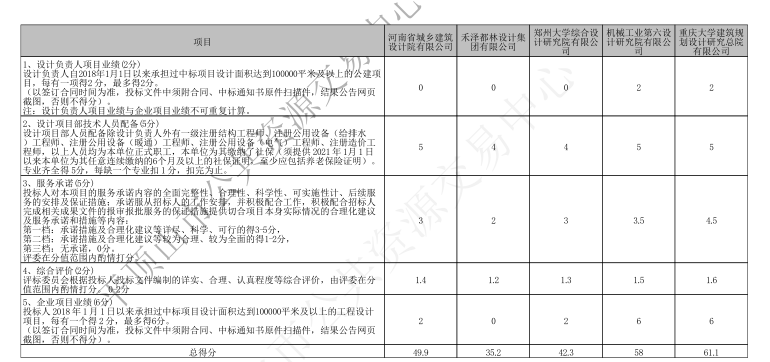 项目
河南省城乡建筑
设计院有限公司
禾泽都林设计集
团有限公司
郑州大学综合设
计研究院有限公
司
机械工业第六设
计研究院有限公
司
重庆大学建筑规
划设计研究总院
有限公司
1、设计负责人项目业绩(2分)
设计负责人自2018年1月1日以来承担过中标项目设计面积达到100000平米及以上的公建项
目，每有一项得2 分，最多得2分。
（以签订合同时间为准，投标文件中须附合同、中标通知书原件扫描件，结果公告网页
截图，否则不得分）。
注：设计负责人项目业绩与企业项目业绩不可重复计算。
0
0
0
2
2
2、设计项目部技术人员配备(5分)
设计项目部人员配备除设计负责人外有一级注册结构工程师、注册公用设备（给排水
）工程师、注册公用设备（暖通）工程师、注册公用设备（电气）工程师、注册造价工
程师，以上人员均为本单位正式职工，本单位为其缴纳了社保（须提供 2021 年 1 月 1 日
以来本单位为其任意连续缴纳的6个月及以上的社保证明，至少应包括养老保险证明）。
专业齐全得 5分，每缺一个专业扣 1 分，扣完为止。
5
4
4
5
5
3、服务承诺(5分)
投标人对本项目的服务承诺内容的全面完整性、合理性、科学性、可实施性计、后续服
务的安排及保证措施；承诺服从招标人的工作安排，并积极配合工作，积极配合招标人
完成相关成果文件的报审报批服务的保证措施提供切合项目本身实际情况的合理化建议
及服务承诺和措施等内容；
第一档：承诺措施及合理化建议等详尽、科学、可行的得3-5分，
第二档：承诺措施及合理化建议等较为合理、较为全面的得1-2分，
第三档：无承诺，0分。
评委在分值范围内酌情打分。
3
2
3
3.5
4.5
4、综合评价(2分)
评标委员会根据投标人投标文件编制的详实、合理、认真程度等综合评价，由评委在分
值范围内酌情打分。 0-2分
1.4
1.2
1.3
1.5
1.6
5、企业项目业绩(6分)
投标人 2018 年 1 月 1 日以来承担过中标项目设计面积达到100000平米及以上的工程设计
项目，每有一个得 2 分，最多得6分。
（以签订合同时间为准，投标文件中须附合同、中标通知书原件扫描件，结果公告网页
截图，否则不得分）。
2
0
2
6
6
总得分
49.9
35.2
42.3
58
61.1